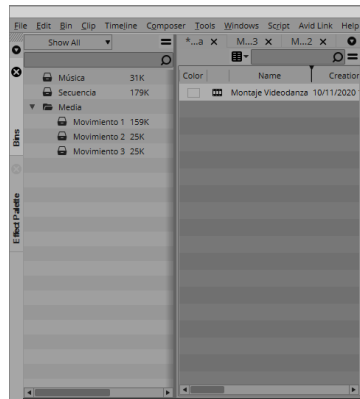 File Edit Bin Clip Timeline Composer Tools Windows Script Avid Link Help
Show All
*...a X M...3 X M...2 X
Color Name Creation
Música 31K
Secuencia 179K
Media
Movimiento 1 159K
Movimiento 2 25K
Movimiento 3 25K
Montaje Videodanza 10/11/2020
Bins
Effect Palette